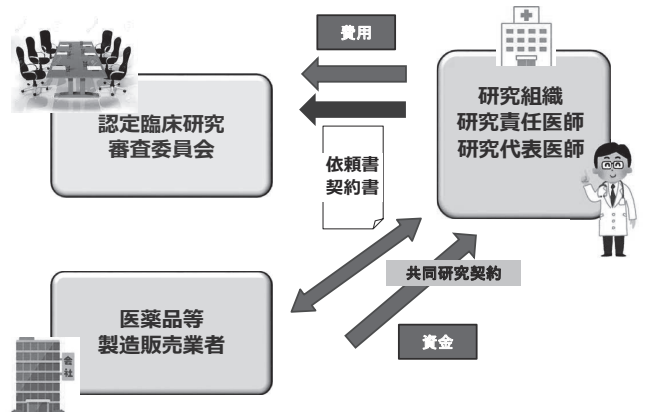 費用
研究組織
研究責任医師
研究代表医師
認定臨床研究
審査委員会
依頼書
契約書
共同研究契約
医薬品等
製造販売業者
資金
会社